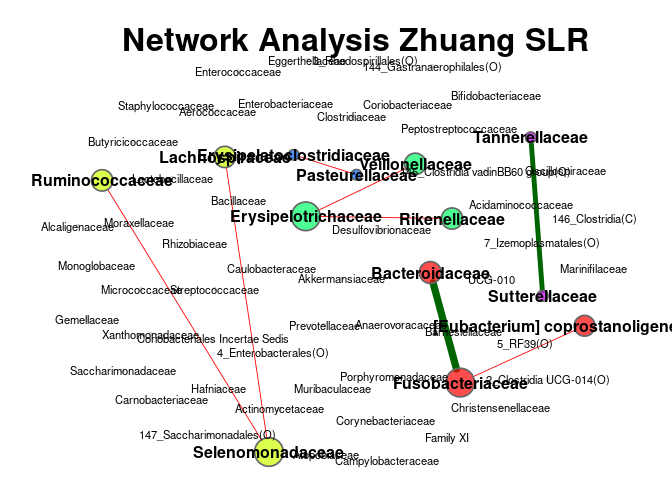 Network Analysis Zhuang SLR
Rhodospirillales(O)
144_Gastranaerophilales(O)
Enterococcaceae
Bifidobacteriaceae
Staphylococcaceae
Enterobacteriaceae
Coriobacteriaceae
Aerococcaceae
Clostridiaceae
Peptostreptococcaceae
Tannerellaceae
Butyricicoccaceae
Lachnospiraceae
Erysipelatoclostridiaceae
Veillonellaceae
Clostridia vadinBB60 group(O)
Oscillospiraceae
Pasteurellaceae
Ruminococcaceae
Lactobacillaceae
Bacillaceae
Acidaminococcaceae
Erysipelotrichaceae
Rikenellaceae
146_Clostridia(C)
Moraxellaceae
Alcaligenaceae
Desulfovibrionaceae
Rhizobiaceae
7_Izemoplasmatales(O)
Monoglobaceae
Caulobacteraceae
Bacteroidaceae
Marinifilaceae
Akkermansiaceae
UCG-010
Micrococcaceae
Streptococcaceae
Sutterellaceae
Gemellaceae
Prevotellaceae
Anaerovoracaceae
[Eubacterium] coprostanoligene
Barnesiellaceae
Xanthomonadaceae
Coriobacteriales Incertae Sedis
5_RF39(O)
4_Enterobacterales(O)
Saccharimonadaceae
Porphyromonadaceae
Fusobacteriaceae
Clostridia UCG-014(O)
Hafniaceae
Muribaculaceae
Carnobacteriaceae
Actinomycetaceae
Christensenellaceae
Corynebacteriaceae
147_Saccharimonadales(O)
Family XI
Selenomonadaceae
Atopobiaceae
Campylobacteraceae